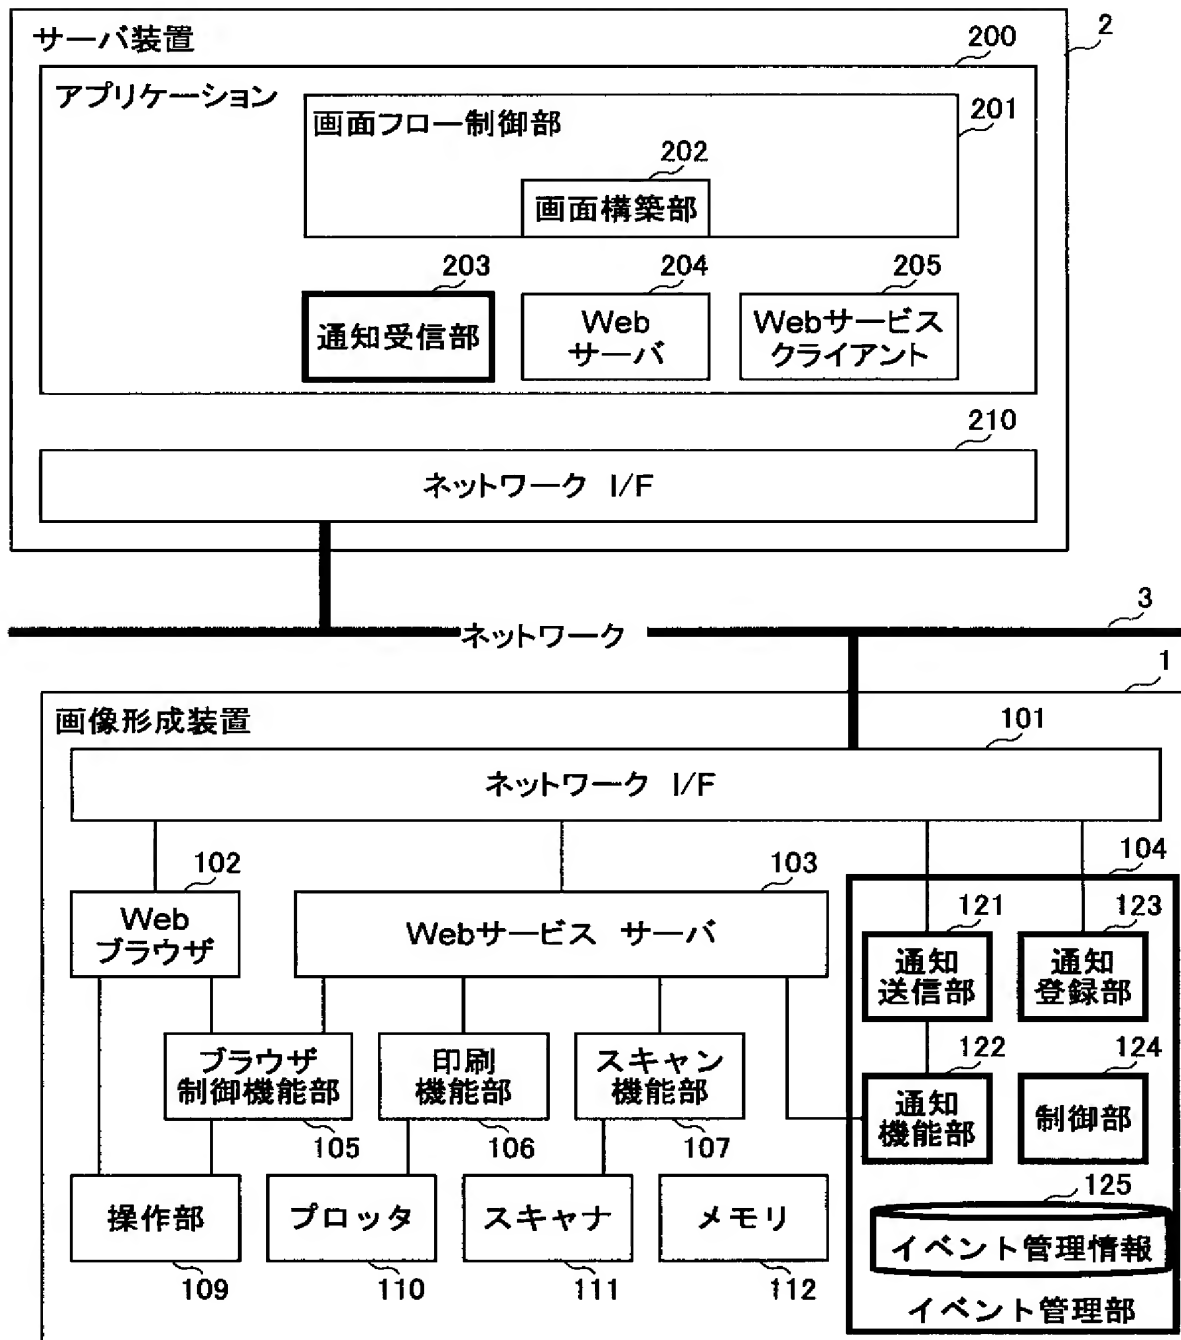 2
サーバ装置
200
アプリケーション
201
画面フロー制御部
202
画面構築部
203
204
205
通知受信部
Web
サーバ
Webサービス
クライアント
210
ネットワーク I/F
3
ネットワーク
1
画像形成装置
101
ネットワーク I/F
102
103
104
Web
ブラウザ
Webサービス サーバ
121
123
通知
送信部
通知
登録部
ブラウザ
制御機能部
印刷
機能部
スキャン
機能部
122
124
通知
機能部
制御部
105
106
107
125
操作部
プロッタ
スキャナ
メモリ
イベント管理情報
109
110
111
112
イベント管理部